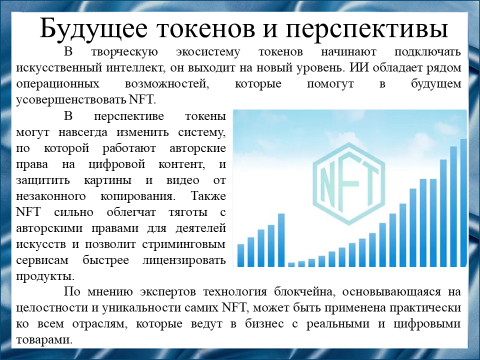 Будущее токенов и перспективы
В творческую экосистему токенов начинают подключать
искусственный интеллект, он выходит на новый уровень. ИИ обладает рядом
операционных возможностей, которые помогут в будущем
усовершенствовать NFT.
В перспективе токены
могут навсегда изменить систему,
по которой работают авторские
права на цифровой контент, и
защитить картины и видео от
незаконного копирования. Также
NFT сильно облегчат тяготы с
авторскими правами для деятелей
искусств и позволит стриминговым
сервисам быстрее лицензировать
продукты.
NFT
По мнению экспертов технология блокчейна, основывающаяся на
целостности и уникальности самих NFT, может быть применена практически
ко всем отраслям, которые ведут в бизнес с реальными и цифровыми
товарами.